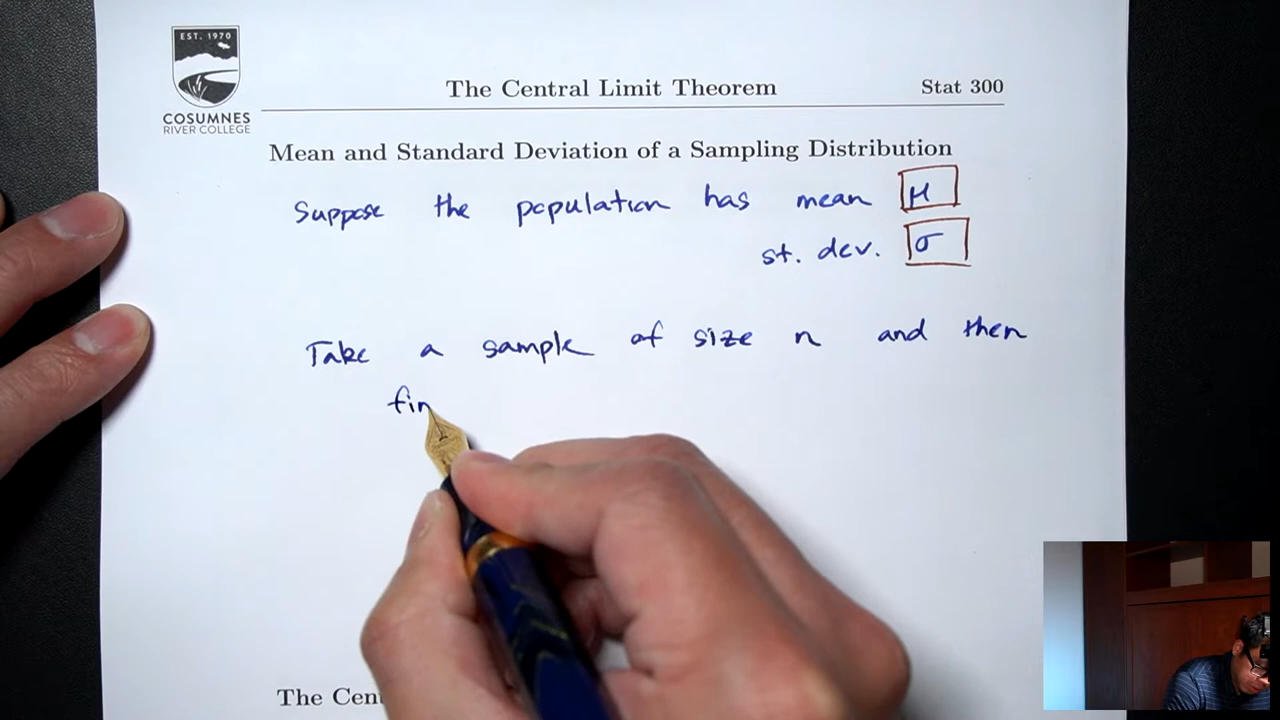 EST. 1970
COSUMNES
RIVER COLLEGE
The Central Limit Theorem Stat 300
Mean and Standard Deviation of a Sampling Distribution
Suppose the population has mean μ
st. dev. σ
Take a sample of size n and then
fin
The Cen